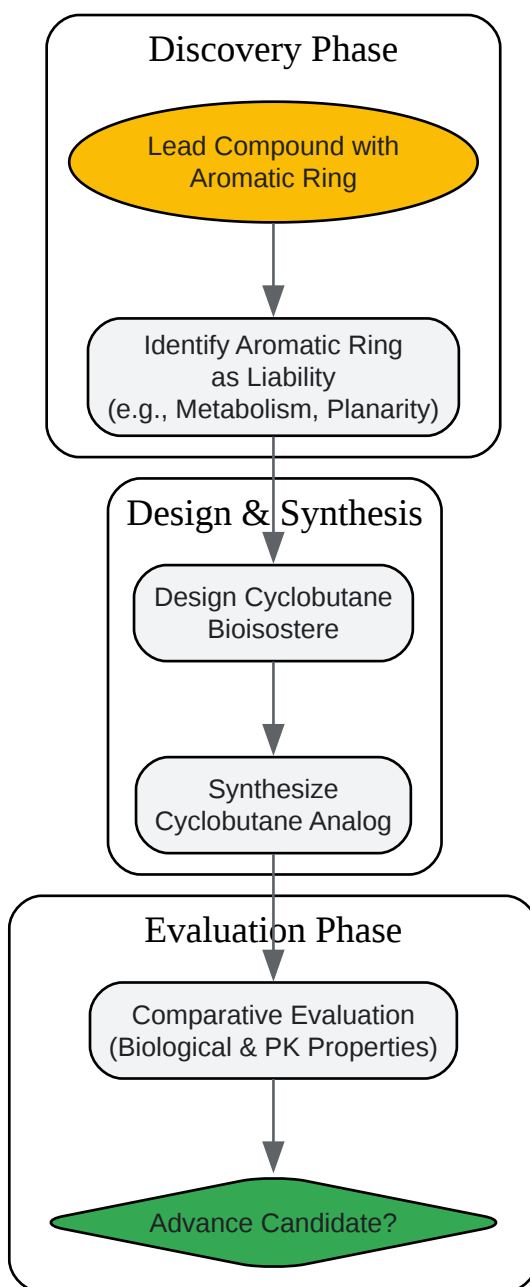 Discovery Phase
Lead Compound with
Aromatic Ring
Identify Aromatic Ring
as Liability
(e.g., Metabolism, Planarity)
Design & Synthesis
Design Cyclobutane
Bioisostere
Synthesize
Cyclobutane Analog
Evaluation Phase
Comparative Evaluation
(Biological & PK Properties)
Advance Candidate?